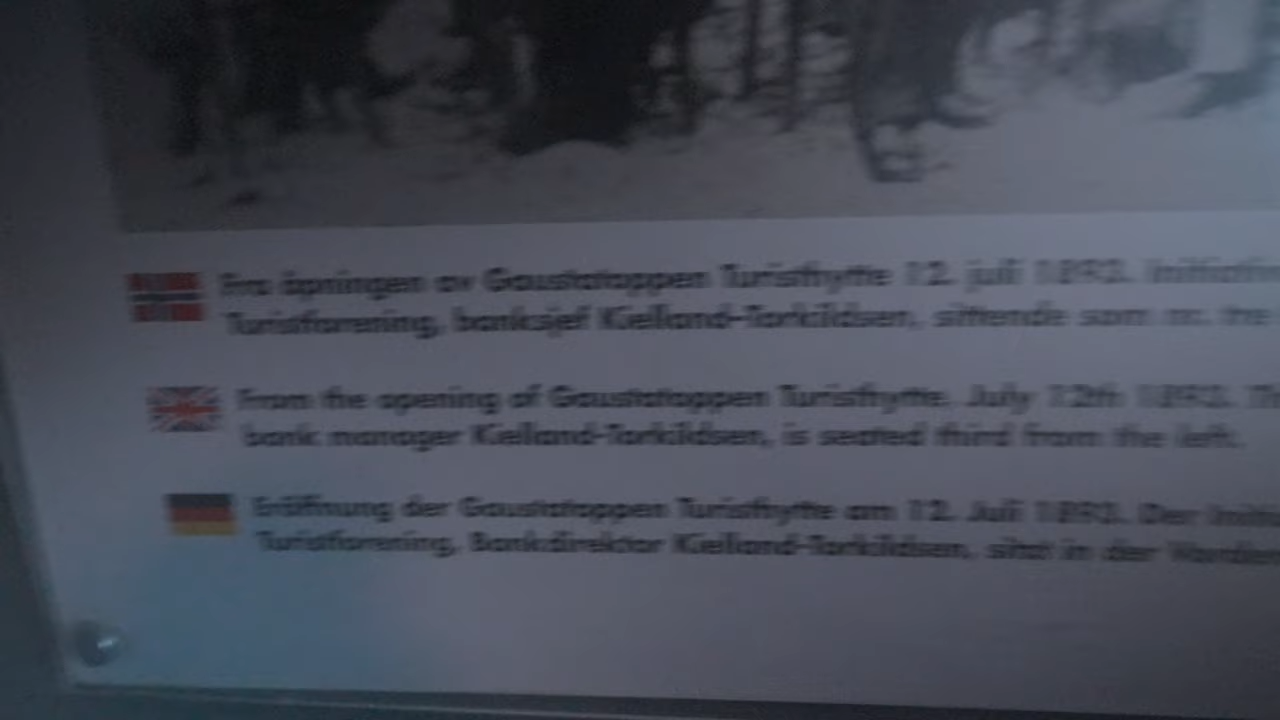 Fra åpningen av Gaustatoppen Turisthytte 12. juli 1893.
Turistforening, banksjef Kielland-Torkildsen, sittende som nr. tre
From the opening of Gaustatoppen Turisthytte. July 12th 1893.
bank manager Kielland-Torkildsen, is seated third from the left.
Eröffnung der Gaustatoppen Turisthytte am 12. Juli 1893. Der
Turistforening, Bankdirektor Kielland-Torkildsen, sitzt in der